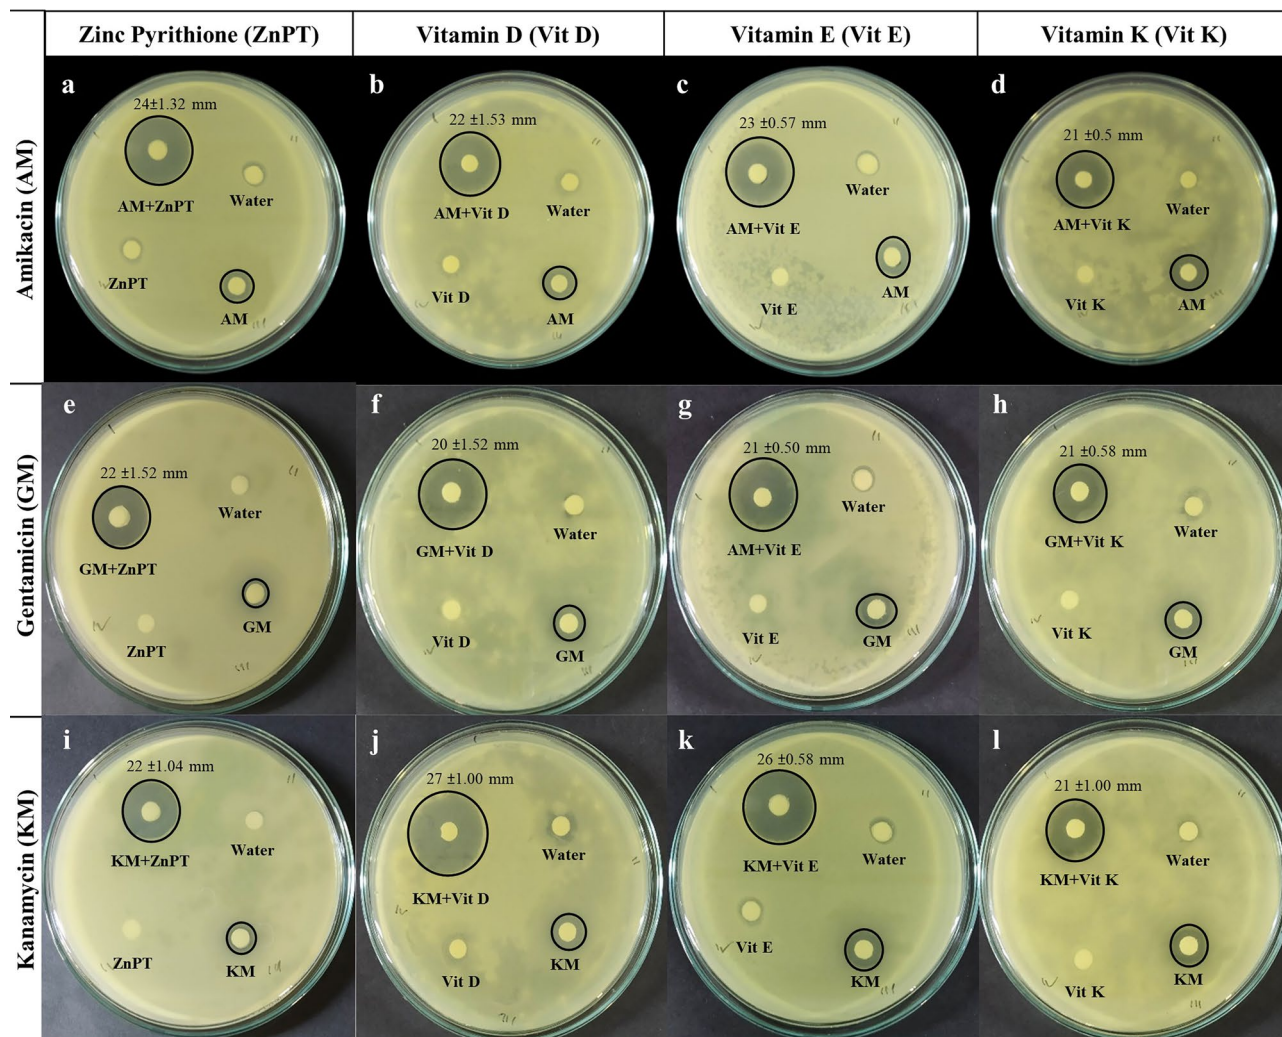 Zinc Pyrithione (ZnPT)
Vitamin D (Vit D)
Vitamin E (Vit E)
Vitamin K (Vit K)
Amikacin (AM)
a
24±1.32 mm
AM+ZnPT
Water
ZnPT
AM
b
22 ±1.53 mm
AM+Vit D
Water
Vit D
AM
c
23 ±0.57 mm
AM+Vit E
Water
Vit E
AM
d
21 ±0.5 mm
AM+Vit K
Water
Vit K
AM
Gentamicin (GM)
e
22 ±1.52 mm
GM+ZnPT
Water
ZnPT
GM
f
20 ±1.52 mm
GM+Vit D
Water
Vit D
GM
g
21 ±0.50 mm
AM+Vit E
Water
Vit E
GM
h
21 ±0.58 mm
GM+Vit K
Water
Vit K
GM
Kanamycin (KM)
i
22 ±1.04 mm
KM+ZnPT
Water
ZnPT
KM
j
27 ±1.00 mm
KM+Vit D
Water
Vit D
KM
k
26 ±0.58 mm
KM+Vit E
Water
Vit E
KM
l
21 ±1.00 mm
KM+Vit K
Water
Vit K
KM